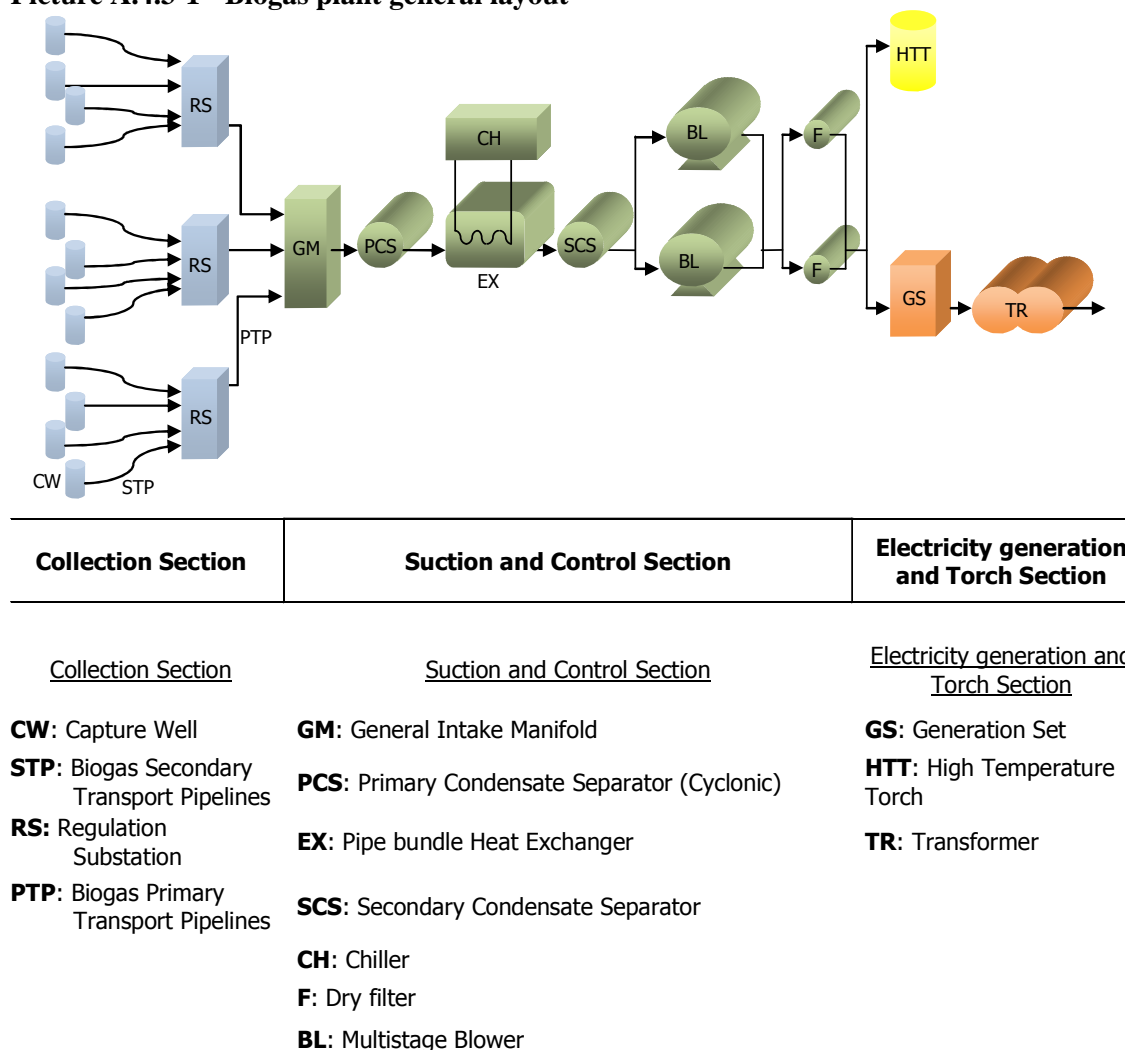 Picture A.4.3-1 - Biogas plant general layout
HTT
RS
CH
BL
F
GM
PCS
EX
SCS
BL
F
RS
GS
TR
PTP
RS
CW
STP
Collection Section
Suction and Control Section
Electricity generation
and Torch Section
Collection Section
CW: Capture Well
STP: Biogas Secondary
Transport Pipelines
RS: Regulation
Substation
PTP: Biogas Primary
Transport Pipelines
Suction and Control Section
GM: General Intake Manifold
PCS: Primary Condensate Separator (Cyclonic)
EX: Pipe bundle Heat Exchanger
SCS: Secondary Condensate Separator
CH: Chiller
F: Dry filter
BL: Multistage Blower
Electricity generation and
Torch Section
GS: Generation Set
HTT: High Temperature
Torch
TR: Transformer